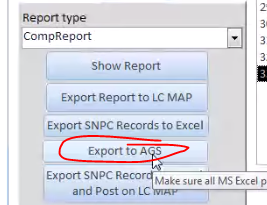 Report type
CompReport
Show Report
Export Report to LC MAP
Export SNPC Records to Excel
Export to AGS
Export SNPC Records
and Post on LC MAP
Make sure all MS Excel p